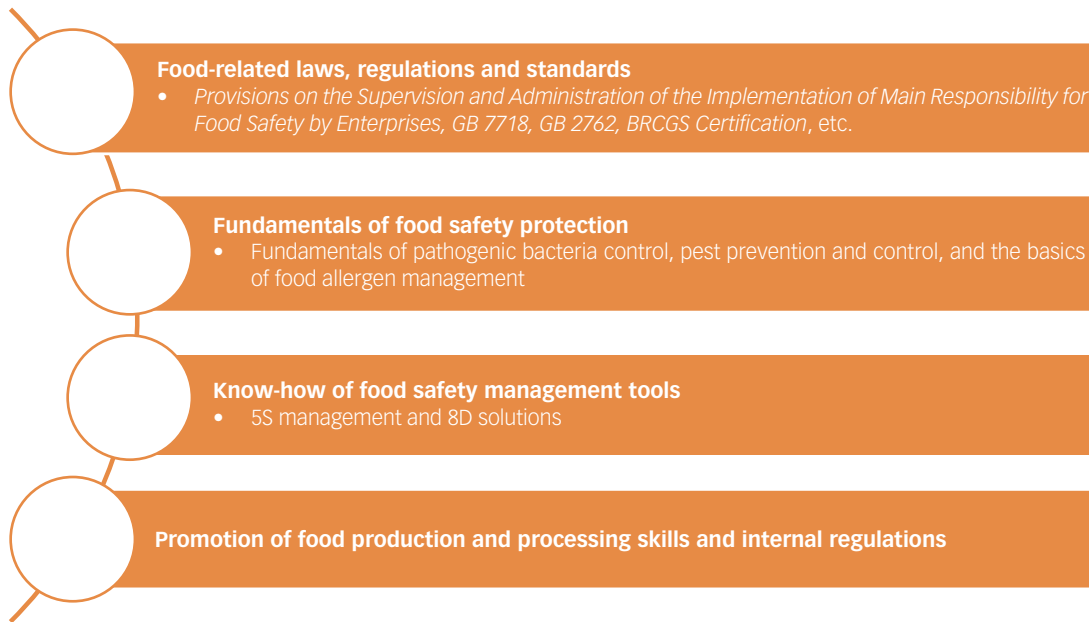 Food-related laws, regulations and standards
• Provisions on the Supervision and Administration of the Implementation of Main Responsibility for
Food Safety by Enterprises, GB 7718, GB 2762, BRCGS Certification, etc.
Fundamentals of food safety protection
• Fundamentals of pathogenic bacteria control, pest prevention and control, and the basics
of food allergen management
Know-how of food safety management tools
• 5S management and 8D solutions
Promotion of food production and processing skills and internal regulations